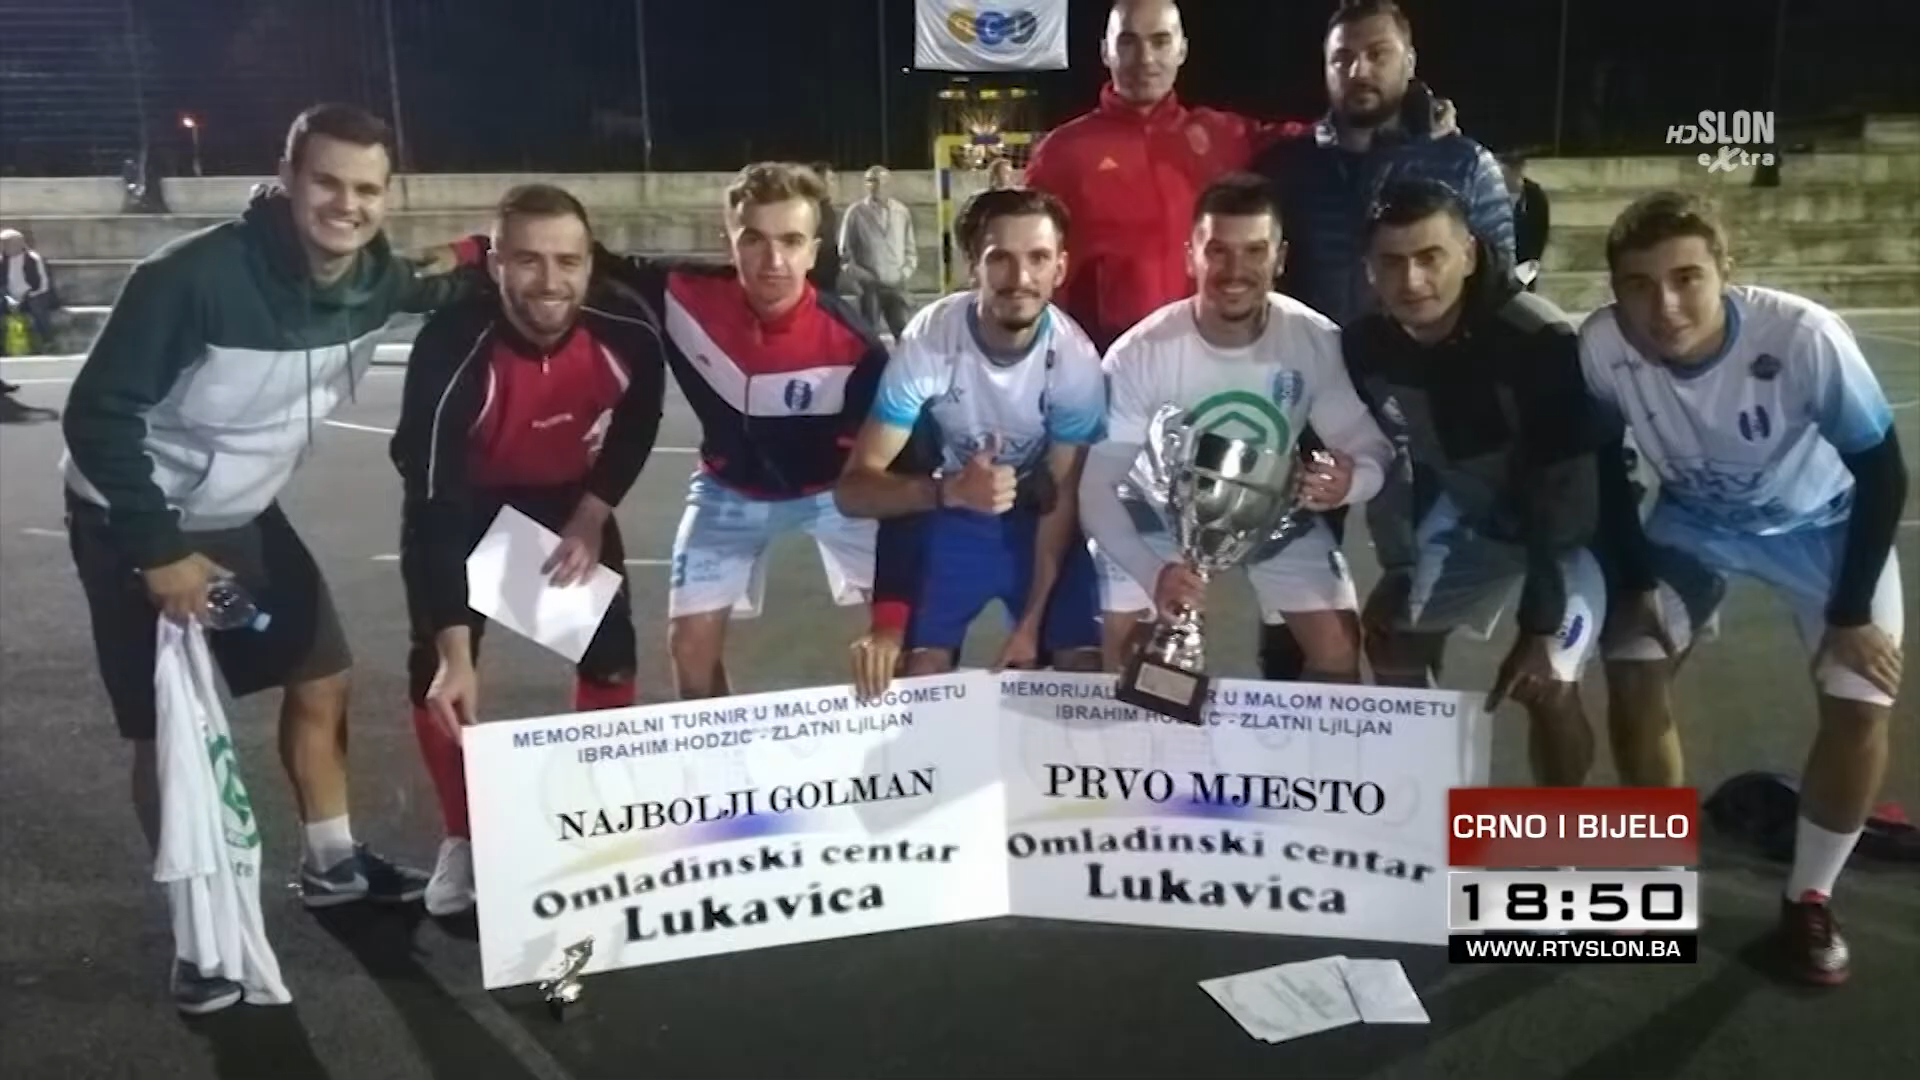 HD SLON
eXtra
MEMORIJALNI TURNIR U MALOM NOGOMETU
IBRAHIM HODZIC - ZLATNI LjILjAN
NAJBOLJI GOLMAN
Omladinski centar
Lukavica
MEMORIJAL R U MALOM NOGOMETU
IBRAHIM HODZIC - ZLATNI LjILjAN
PRVO MJESTO
Omladinski centar
Lukavica
CRNO I BIJELO
18:50
WWW.RTVSLON.BA